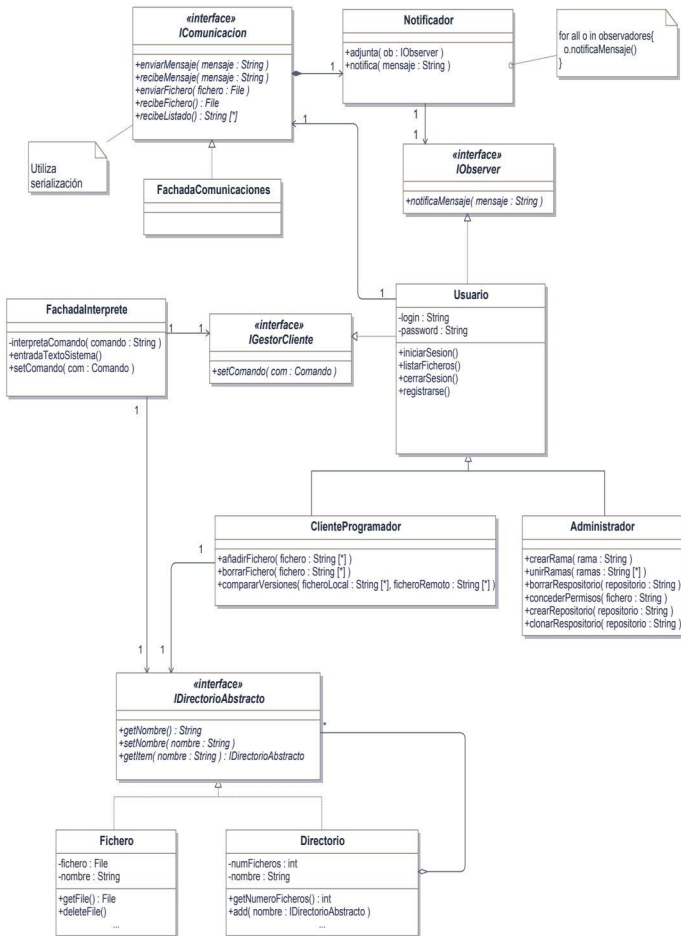 «interface»
IComunicacion
+enviarMensaje( mensaje : String )
+recibeMensaje( mensaje : String )
+enviarFichero( fichero : File )
+recibeFichero() : File
+recibeListado() : String [*]
Notificador
+adjunta( ob : IObserver )
+notifica( mensaje : String )
for all o in observadores{
o.notificaMensaje()
}
1
1
1
1
Utiliza
serialización
FachadaComunicaciones
«interface»
IObserver
+notificaMensaje( mensaje : String )
1
Usuario
-login : String
-password : String
+iniciarSesion()
+listarFicheros()
+cerrarSesion()
+registrarse()
FachadaInterprete
-interpretaComando( comando : String )
+entradaTextoSistema()
+setComando( com : Comando )
1
1
«interface»
IGestorCliente
+setComando( com : Comando )
1
ClienteProgramador
+añadirFichero( fichero : String [*] )
+borrarFichero( fichero : String [*] )
+compararVersiones( ficheroLocal : String [*], ficheroRemoto : String [*] )
1
Administrador
+crearRama( rama : String )
+unirRamas( ramas : String [*] )
+borrarRespositorio( repositorio : String )
+concederPermisos( fichero : String )
+crearRepositorio( repositorio : String )
+clonarRespositorio( repositorio : String )
1
1
«interface»
IDirectorioAbstracto
+getNombre() : String
+setNombre( nombre : String )
+getItem( nombre : String ) : IDirectorioAbstracto
*
Fichero
-fichero : File
-nombre : String
+getFile() : File
+deleteFile()
...
Directorio
-numFicheros : int
-nombre : String
+getNumeroFicheros() : int
+add( nombre : IDirectorioAbstracto )
...